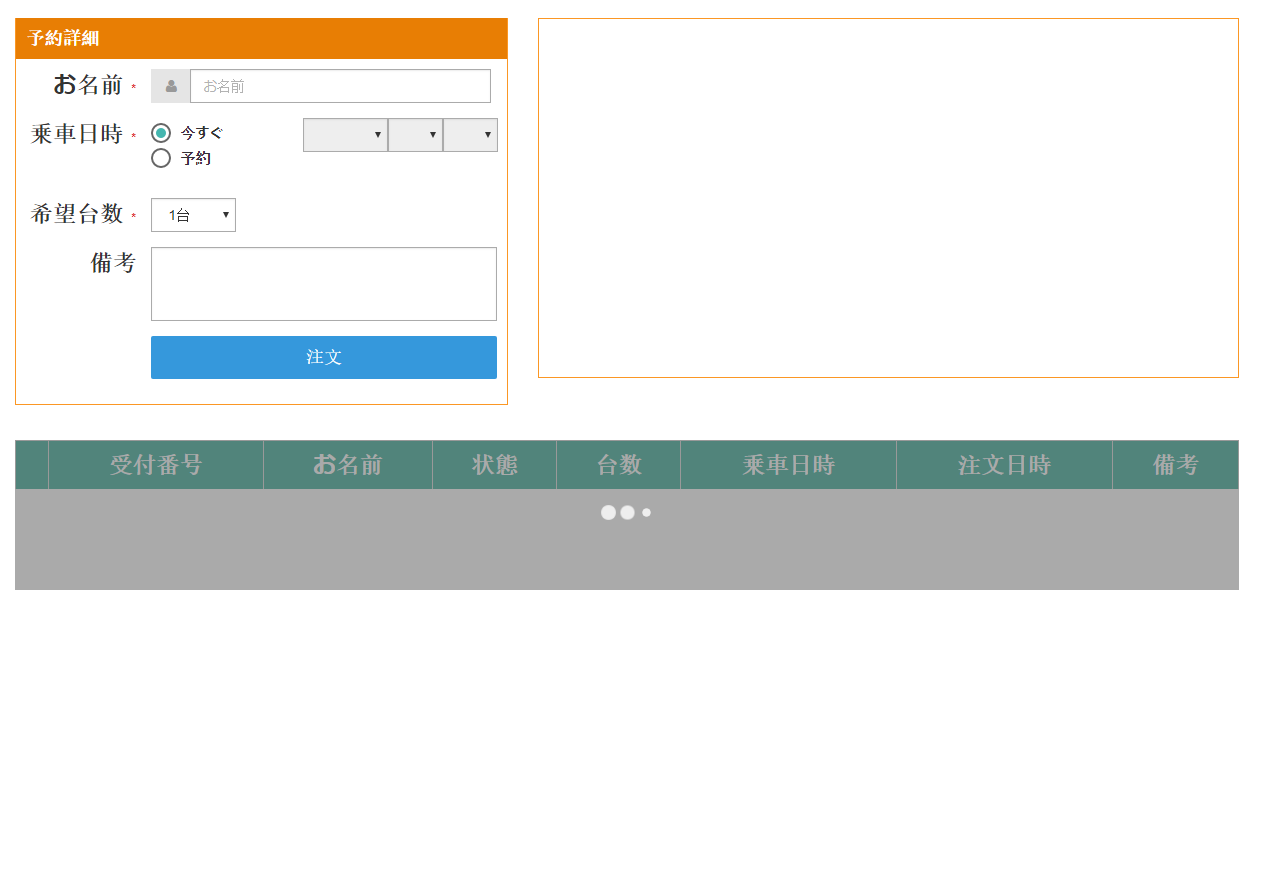 予約詳細
お名前 *
お名前
乗車日時 *
今すぐ
予約
希望台数 *
1台
備考
注文
受付番号 お名前 状態 台数 乗車日時 注文日時 備考